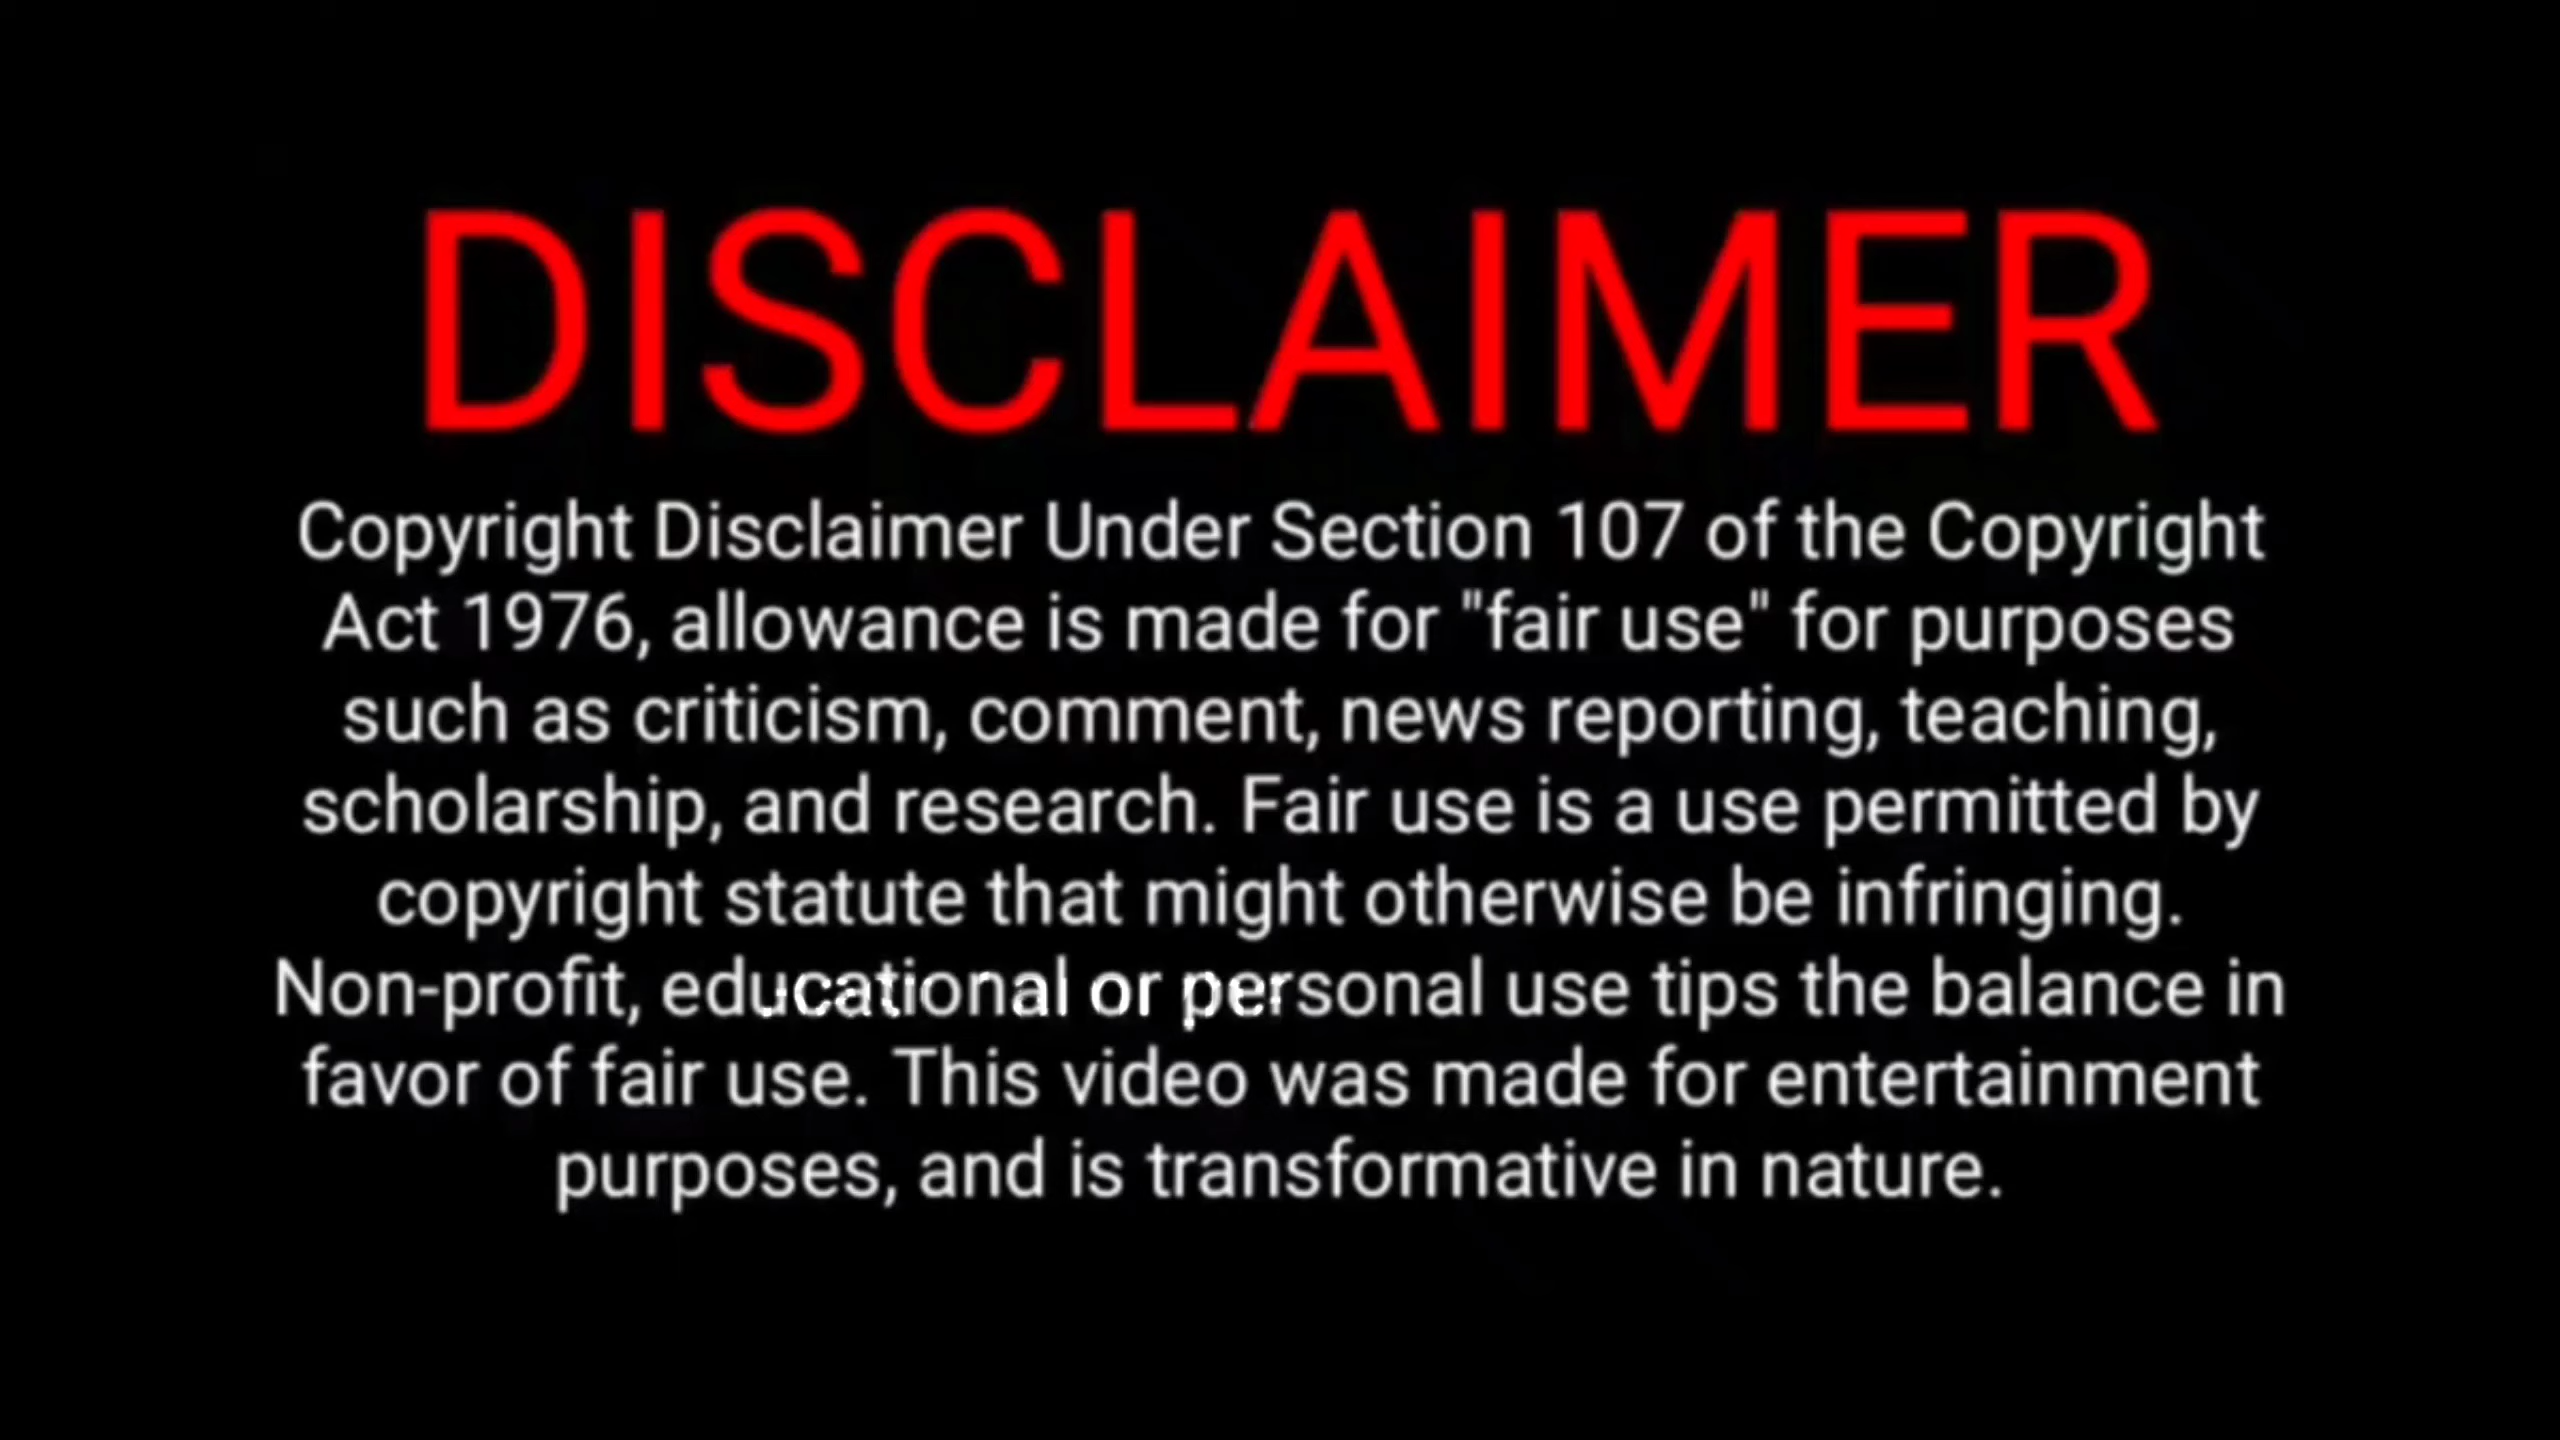 DISCLAIMER
Copyright Disclaimer Under Section 107 of the Copyright
Act 1976, allowance is made for "fair use" for purposes
such as criticism, comment, news reporting, teaching,
scholarship, and research. Fair use is a use permitted by
copyright statute that might otherwise be infringing.
Non-profit, educational or personal use tips the balance in
favor of fair use. This video was made for entertainment
purposes, and is transformative in nature.